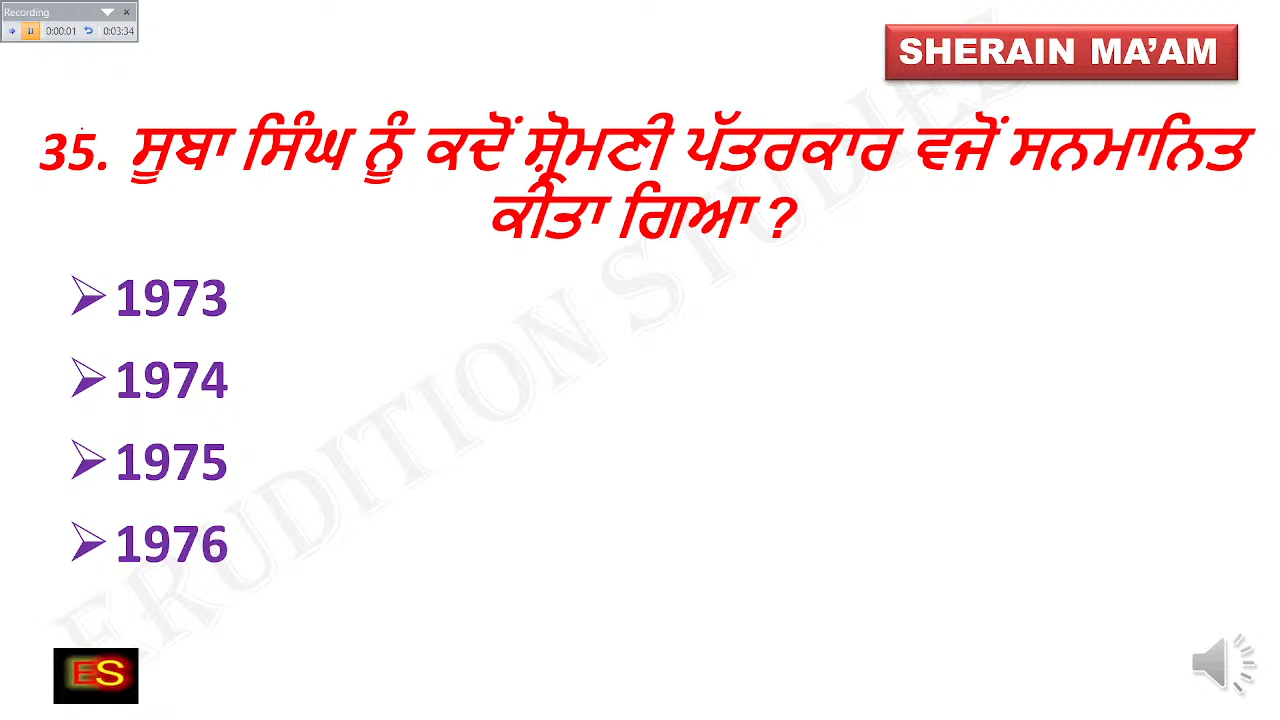 Recording
0:00:01 0:03:34
SHERAIN MA’AM
35. ਸੂਬਾ ਸਿੰਘ ਨੂੰ ਕਦੋਂ ਸ਼੍ਰੋਮਣੀ ਪੱਤਰਕਾਰ ਵਜੋਂ ਸਨਮਾਨਿਤ
ਕੀਤਾ ਗਿਆ ?
1973
1974
1975
1976
ERUDITION STUDIES
ES